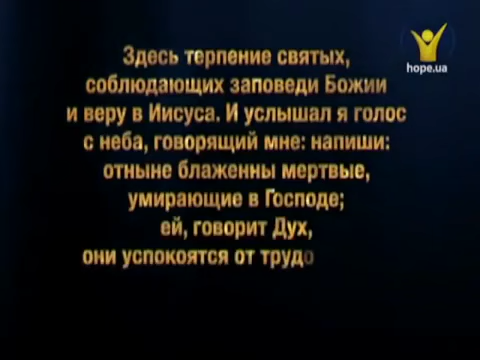 hope.ua
Здесь терпение святых,
соблюдающих заповеди Божии
и веру в Иисуса. И услышал я голос
с неба, говорящий мне: напиши:
отныне блаженны мертвые,
умирающие в Господе;
ей, говорит Дух,
они успокоятся от трудо